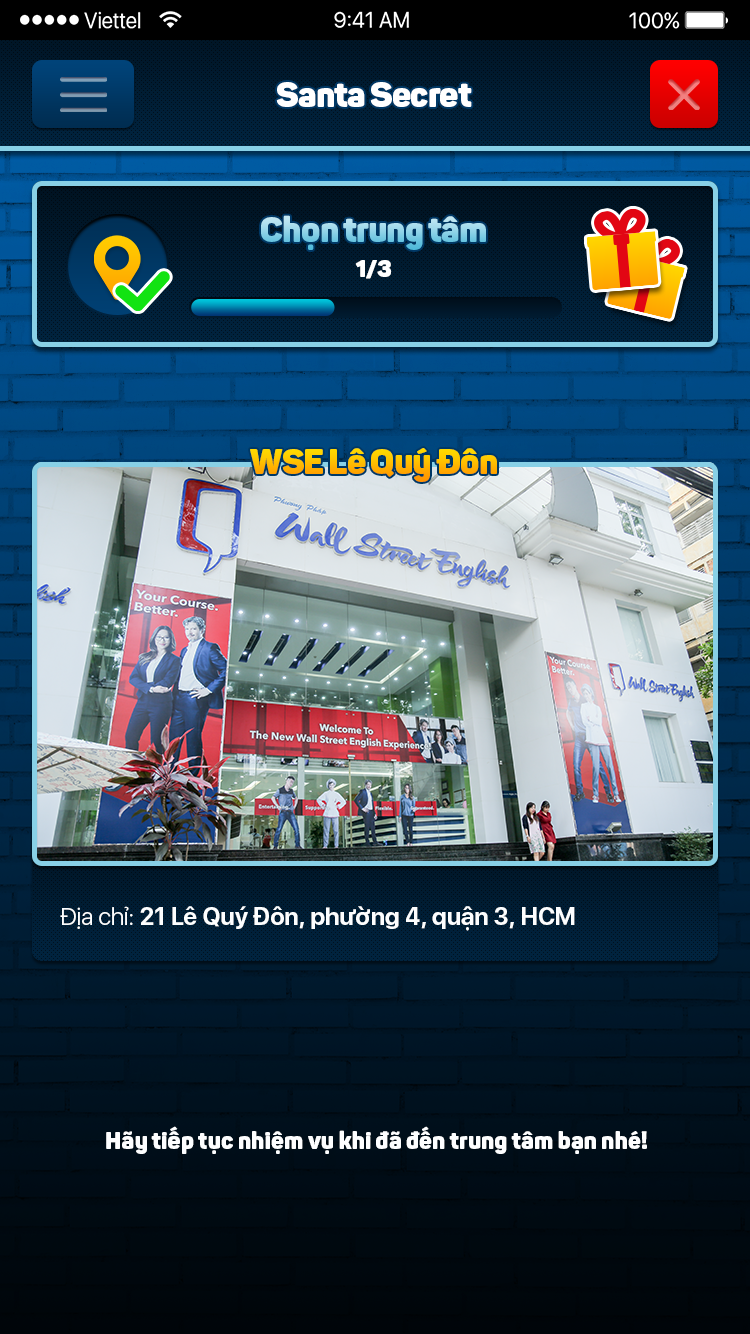 Viettel 9:41 AM 100%
Santa Secret
Chọn trung tâm
1/3
WSE Lê Quý Đôn
Phương Pháp
Wall Street English
lish
Your Course.
Better.
Your Course.
Better.
Wall Street English
Welcome To
The New Wall Street English Experience
Địa chỉ: 21 Lê Quý Đôn, phường 4, quận 3, HCM
Hãy tiếp tục nhiệm vụ khi đã đến trung tâm bạn nhé!